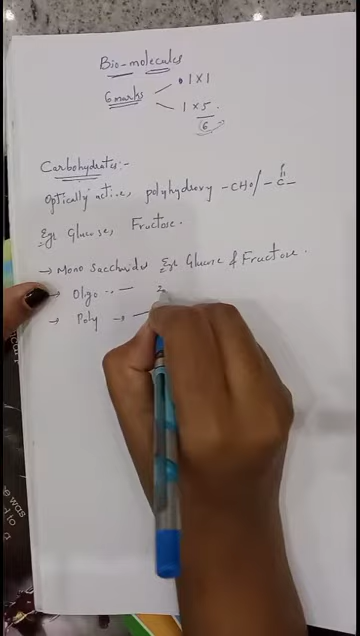 Bio-molecules
6 marks
1 X 1
1 X 5
6
Carbohydrates:-
Optically active, polyhydroxy -CHO/ -C-
O
Eg: Glucose, Fructose.
→ Mono saccharides Eg: Glucose & Fructose.
→ Oligo -
→ Poly → -